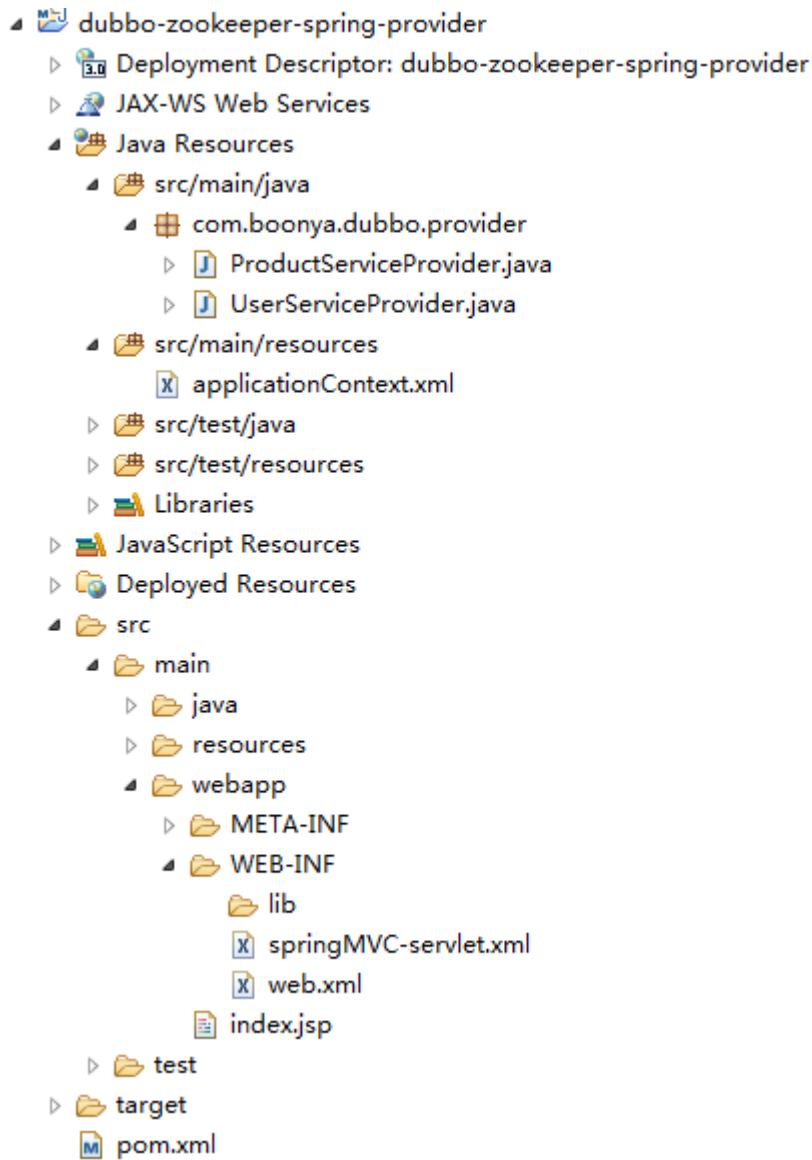 dubbo-zookeeper-spring-provider
Deployment Descriptor: dubbo-zookeeper-spring-provider
JAX-WS Web Services
Java Resources
src/main/java
com.boonya.dubbo.provider
ProductServiceProvider.java
UserServiceProvider.java
src/main/resources
applicationContext.xml
src/test/java
src/test/resources
Libraries
JavaScript Resources
Deployed Resources
src
main
java
resources
webapp
META-INF
WEB-INF
lib
springMVC-servlet.xml
web.xml
index.jsp
test
target
pom.xml